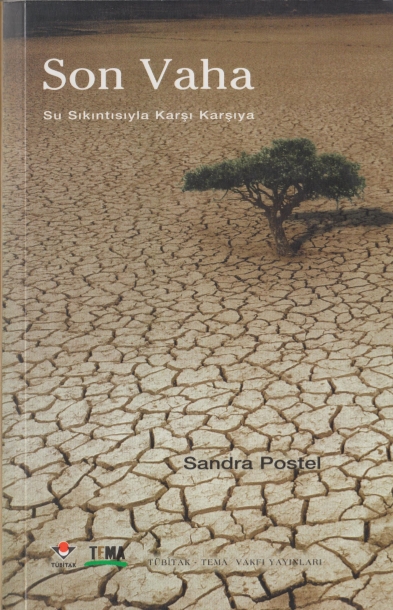 Son Vaha
Su Sıkıntısıyla Karşı Karşıya
Sandra Postel
TÜBİTAK
TEMA
TÜBİTAK - TEMA VAKFI YAYINLARI